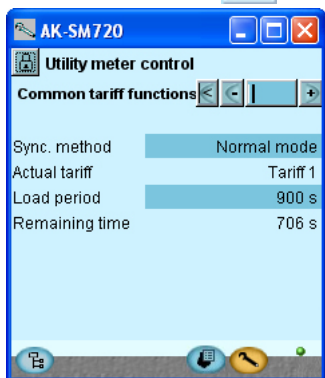 AK-SM720
Utility meter control
Common tariff functions
Sync. method Normal mode
Actual tariff Tariff 1
Load period 900 s
Remaining time 706 s